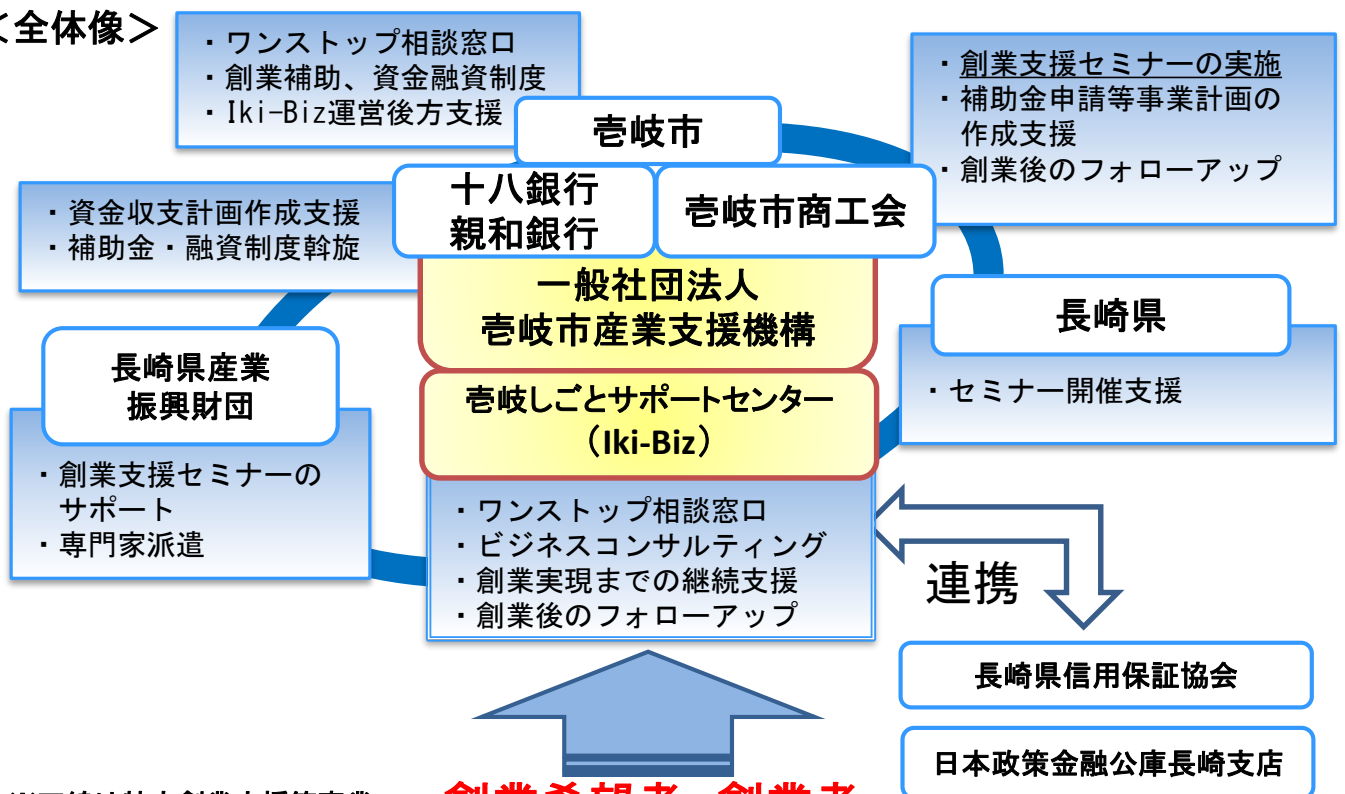 ＜全体像＞
・ワンストップ相談窓口
・創業補助、資金融資制度
・Iki-Biz運営後方支援
壱岐市
・創業支援セミナーの実施
・補助金申請等事業計画の
作成支援
・創業後のフォローアップ
十八銀行
親和銀行
壱岐市商工会
・資金収支計画作成支援
・補助金・融資制度斡旋
一般社団法人
壱岐市産業支援機構
長崎県
・セミナー開催支援
長崎県産業
振興財団
・創業支援セミナーの
サポート
・専門家派遣
壱岐しごとサポートセンター
（Iki-Biz）
・ワンストップ相談窓口
・ビジネスコンサルティング
・創業実現までの継続支援
・創業後のフォローアップ
連携
長崎県信用保証協会
日本政策金融公庫長崎支店
創業希望者 創業者